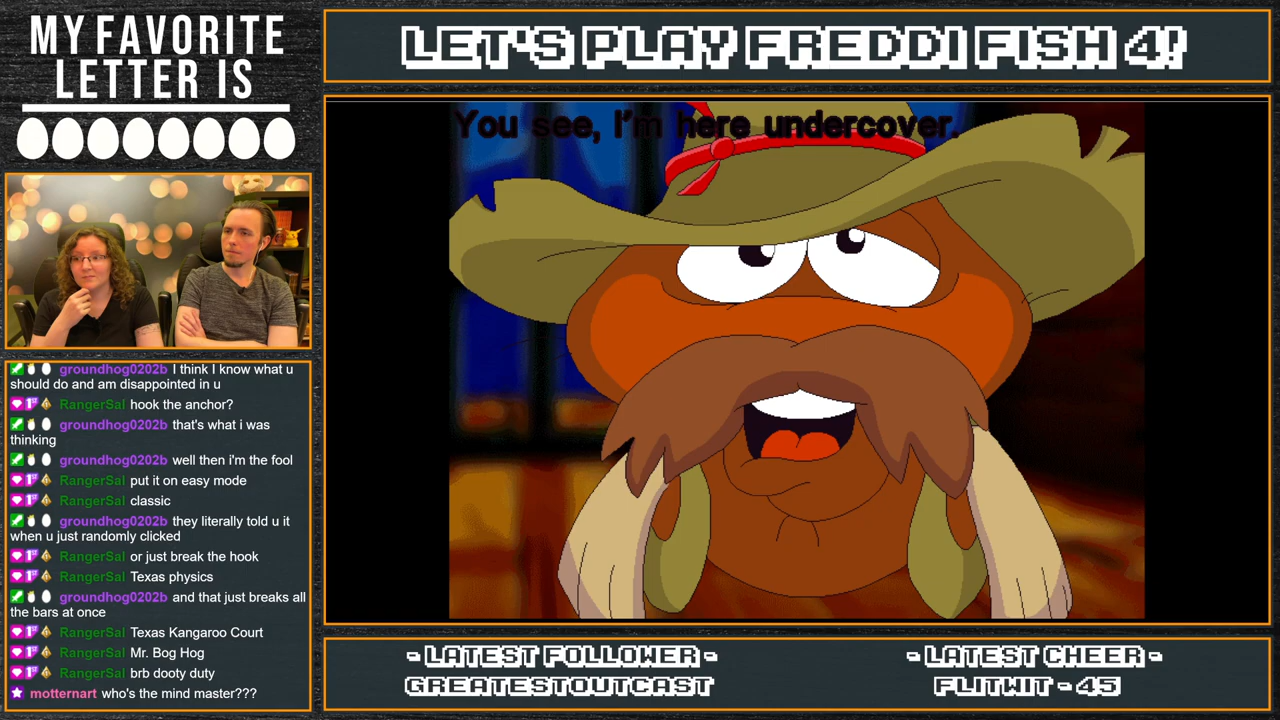 MY FAVORITE
LETTER IS
LET'S PLAY FREDDI FISH 4!
You see, I'm here undercover.
groundhog0202b I think I know what u
should do and am disappointed in u
RangerSal hook the anchor?
groundhog0202b that's what i was
thinking
groundhog0202b well then i'm the fool
RangerSal put it on easy mode
RangerSal classic
groundhog0202b they literally told u it
when u just randomly clicked
RangerSal or just break the hook
RangerSal Texas physics
groundhog0202b and that just breaks all
the bars at once
RangerSal Texas Kangaroo Court
RangerSal Mr. Bog Hog
RangerSal brb dooty duty
motternart who's the mind master???
- LATEST FOLLOWER -
GREATESTOUTCAST
- LATEST CHEER -
FLITWIT - 45